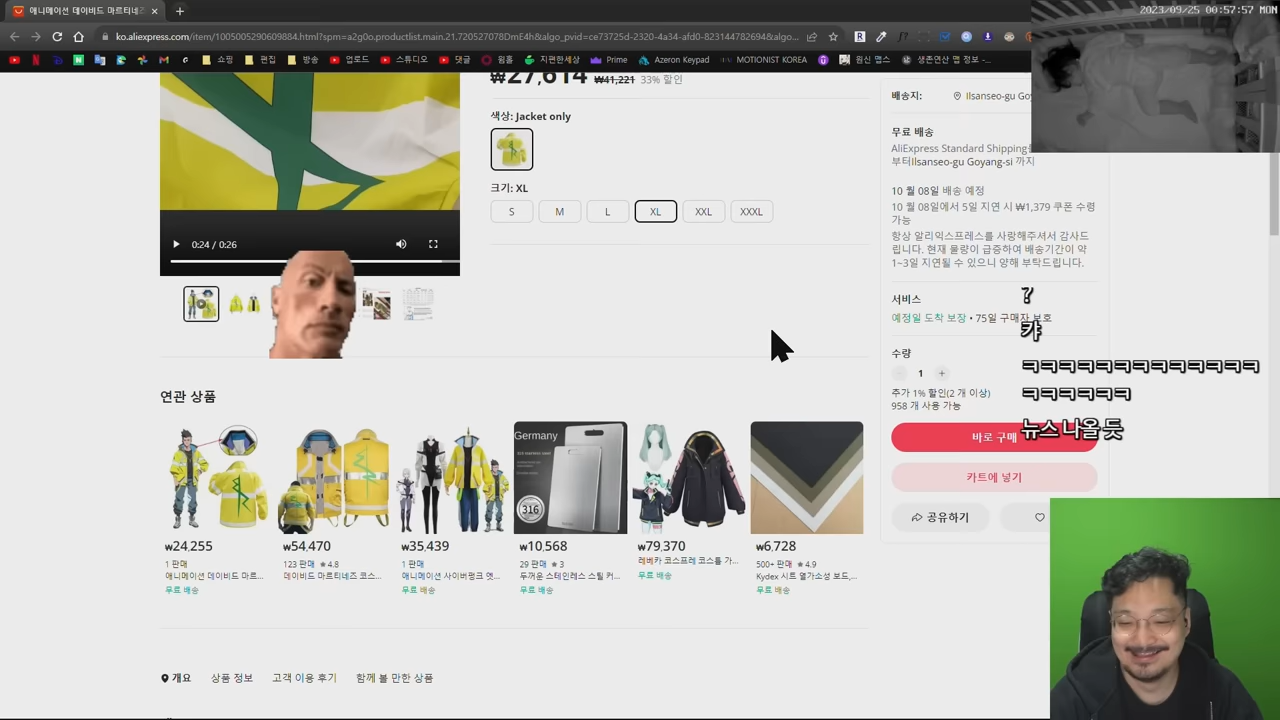 애니메이션 데이비드 마르티네즈
2023/09/25 00:57:57 MON
ko.aliexpress.com/item/1005005290609884.html?spm=a2g0o.productlist.main.21.720527078DmE4h&algo_pvid=ce73725d-2320-4a34-afd0-823144782694&algo...
쇼핑 편집 방송 업로드 스튜디오 댓글 윔홀 지편한세상 Prime Azeron Keypad MOTIONIST KOREA 원신 맵스 생존연산 맵 정보 -...
₩27,614 ₩41,221 33% 할인
색상: Jacket only
크기: XL
S M L XL XXL XXXL
0:24 / 0:26
배송지: Ilsanseo-gu Goy
무료 배송
AliExpress Standard Shipping을
부터Ilsanseo-gu Goyang-si 까지
10 월 08일 배송 예정
10 월 08일에서 5일 지연 시 ₩1,379 쿠폰 수령
가능
항상 알리익스프레스를 사랑해주셔서 감사드
립니다. 현재 물량이 급증하여 배송기간이 약
1~3일 지연될 수 있으니 양해 부탁드립니다.
서비스
예정일 도착 보장 • 75일 구매자 보호
수량
1
추가 1% 할인(2 개 이상)
958 개 사용 가능
바로 구매
카트에 넣기
공유하기
?
캬
ㅋㅋㅋㅋㅋㅋㅋㅋㅋㅋㅋㅋㅋ
ㅋㅋㅋㅋㅋㅋ
뉴스 나올 듯
연관 상품
Germany
316
₩24,255
1 판매
애니메이션 데이비드 마르...
무료 배송
₩54,470
123 판매 ★4.8
데이비드 마르티네즈 코스...
₩35,439
1 판매
애니메이션 사이버펑크 엣...
무료 배송
₩10,568
29 판매 ★3
두꺼운 스테인레스 스틸 커...
무료 배송
₩79,370
레베카 코스프레 코스튬 가...
무료 배송
₩6,728
500+ 판매 ★4.9
Kydex 시트 열가소성 보드,...
무료 배송
개요 상품 정보 고객 이용 후기 함께 볼 만한 상품